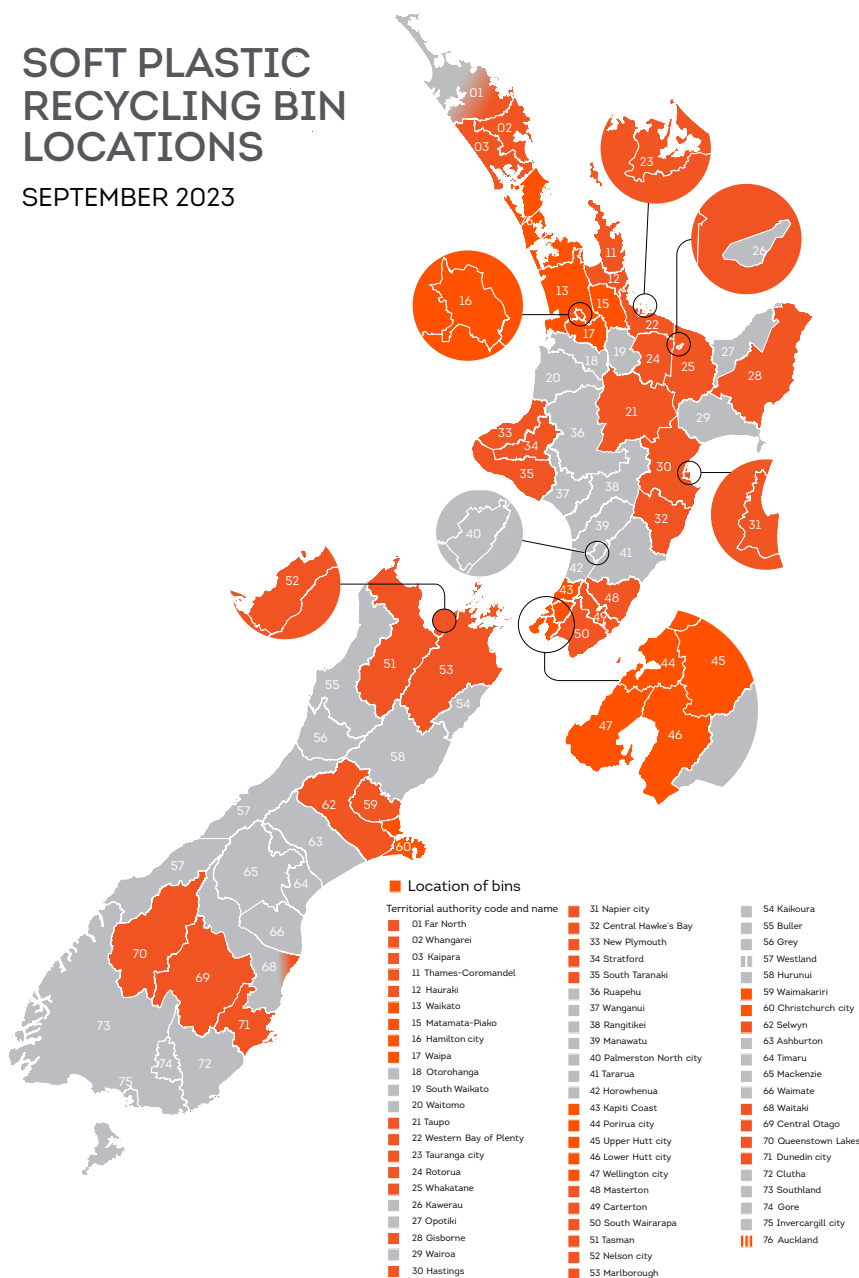 SOFT PLASTIC
RECYCLING BIN
LOCATIONS
SEPTEMBER 2023
01
02
03
76
11
12
13
15
17
16
23
26
22
18
19
20
24
25
27
28
21
29
33
34
35
36
30
31
37
38
32
39
40
41
42
43
48
49
50
52
51
53
44
45
46
47
54
55
56
58
57
62
59
60
63
57
65
64
66
68
70
69
71
73
74
72
75
Location of bins
Territorial authority code and name
01 Far North
02 Whangarei
03 Kaipara
11 Thames-Coromandel
12 Hauraki
13 Waikato
15 Matamata-Piako
16 Hamilton city
17 Waipa
18 Otorohanga
19 South Waikato
20 Waitomo
21 Taupo
22 Western Bay of Plenty
23 Tauranga city
24 Rotorua
25 Whakatane
26 Kawerau
27 Opotiki
28 Gisborne
29 Wairoa
30 Hastings
31 Napier city
32 Central Hawke's Bay
33 New Plymouth
34 Stratford
35 South Taranaki
36 Ruapehu
37 Wanganui
38 Rangitikei
39 Manawatu
40 Palmerston North city
41 Tararua
42 Horowhenua
43 Kapiti Coast
44 Porirua city
45 Upper Hutt city
46 Lower Hutt city
47 Wellington city
48 Masterton
49 Carterton
50 South Wairarapa
51 Tasman
52 Nelson city
53 Marlborough
54 Kaikoura
55 Buller
56 Grey
57 Westland
58 Hurunui
59 Waimakariri
60 Christchurch city
62 Selwyn
63 Ashburton
64 Timaru
65 Mackenzie
66 Waimate
68 Waitaki
69 Central Otago
70 Queenstown Lakes
71 Dunedin city
72 Clutha
73 Southland
74 Gore
75 Invercargill city
76 Auckland